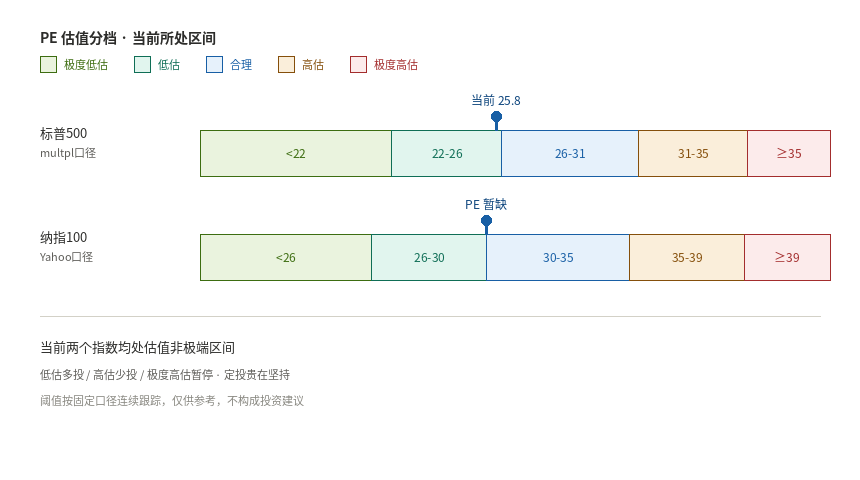 PE 估值分档 · 当前所处区间
极度低估 低估 合理 高估 极度高估
当前 25.8
标普500
multpl口径
<22 22-26 26-31 31-35 ≥35
PE 暂缺
纳指100
Yahoo口径
<26 26-30 30-35 35-39 ≥39
当前两个指数均处估值非极端区间
低估多投 / 高估少投 / 极度高估暂停 · 定投贵在坚持
阈值按固定口径连续跟踪，仅供参考，不构成投资建议